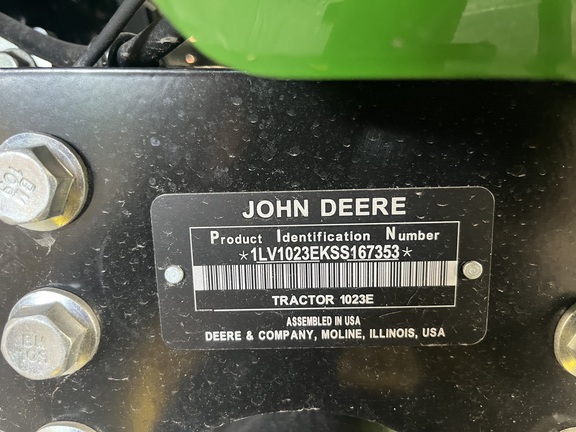 JOHN DEERE
Product Identification Number
*1LV1023EKSS167353*
TRACTOR 1023E
ASSEMBLED IN USA
DEERE & COMPANY, MOLINE, ILLINOIS, USA